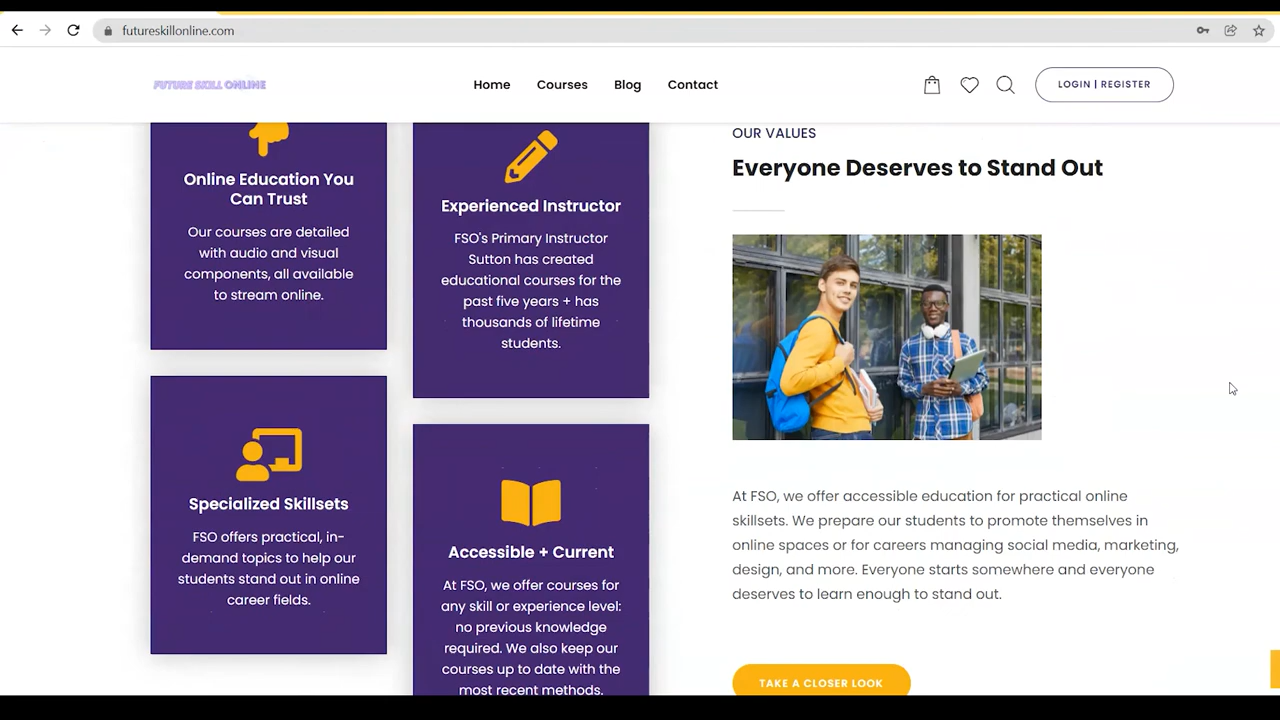 futureskillonline.com
FUTURE SKILL ONLINE
Home
Courses
Blog
Contact
LOGIN | REGISTER
Online Education You
Can Trust
Our courses are detailed
with audio and visual
components, all available
to stream online.
Experienced Instructor
FSO's Primary Instructor
Sutton has created
educational courses for the
past five years + has
thousands of lifetime
students.
Specialized Skillsets
FSO offers practical, in-
demand topics to help our
students stand out in online
career fields.
Accessible + Current
At FSO, we offer courses for
any skill or experience level:
no previous knowledge
required. We also keep our
courses up to date with the
most recent methods.
OUR VALUES
Everyone Deserves to Stand Out
At FSO, we offer accessible education for practical online
skillsets. We prepare our students to promote themselves in
online spaces or for careers managing social media, marketing,
design, and more. Everyone starts somewhere and everyone
deserves to learn enough to stand out.
TAKE A CLOSER LOOK